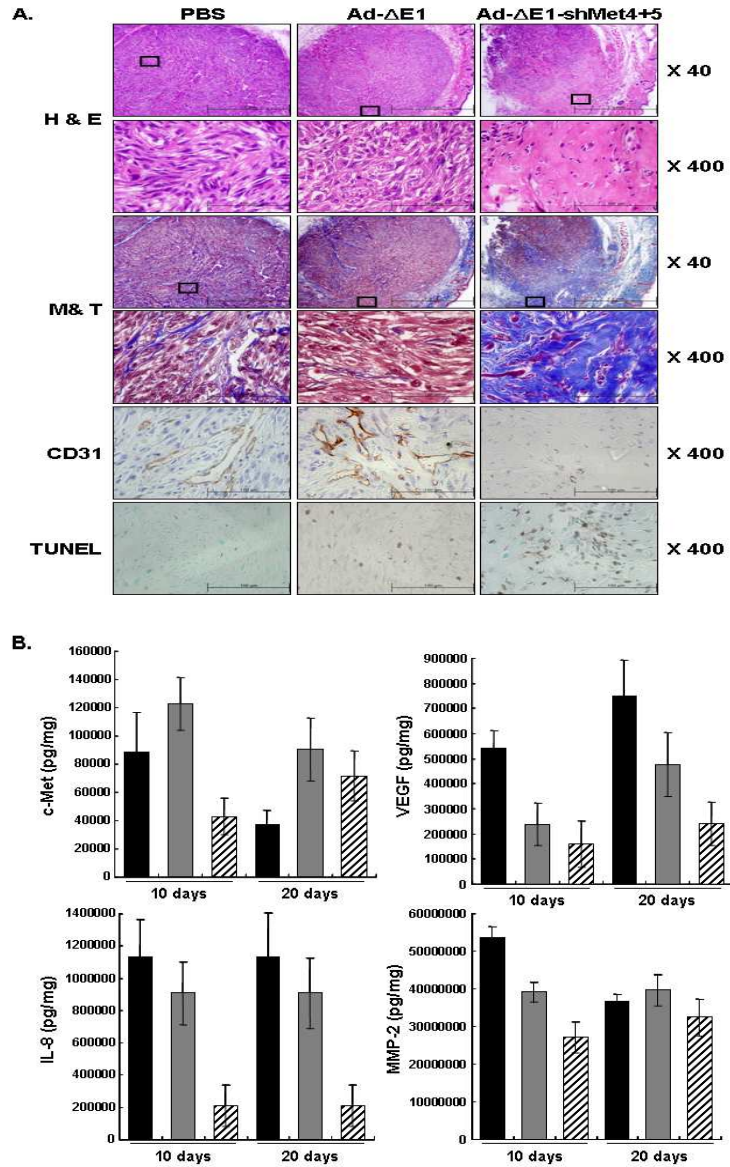 A.
PBS Ad-ΔE1 Ad-ΔE1-shMet4+5
H & E
X 40
X 400
M& T
X 40
X 400
CD31
X 400
TUNEL
X 400
B.
c-Met (pg/mg)
160000
140000
120000
100000
80000
60000
40000
20000
0
10 days 20 days
VEGF (pg/mg)
900000
800000
700000
600000
500000
400000
300000
200000
100000
0
10 days 20 days
IL-8 (pg/mg)
1400000
1200000
1000000
800000
600000
400000
200000
0
10 days 20 days
MMP-2 (pg/mg)
60000000
50000000
40000000
30000000
20000000
10000000
0
10 days 20 days